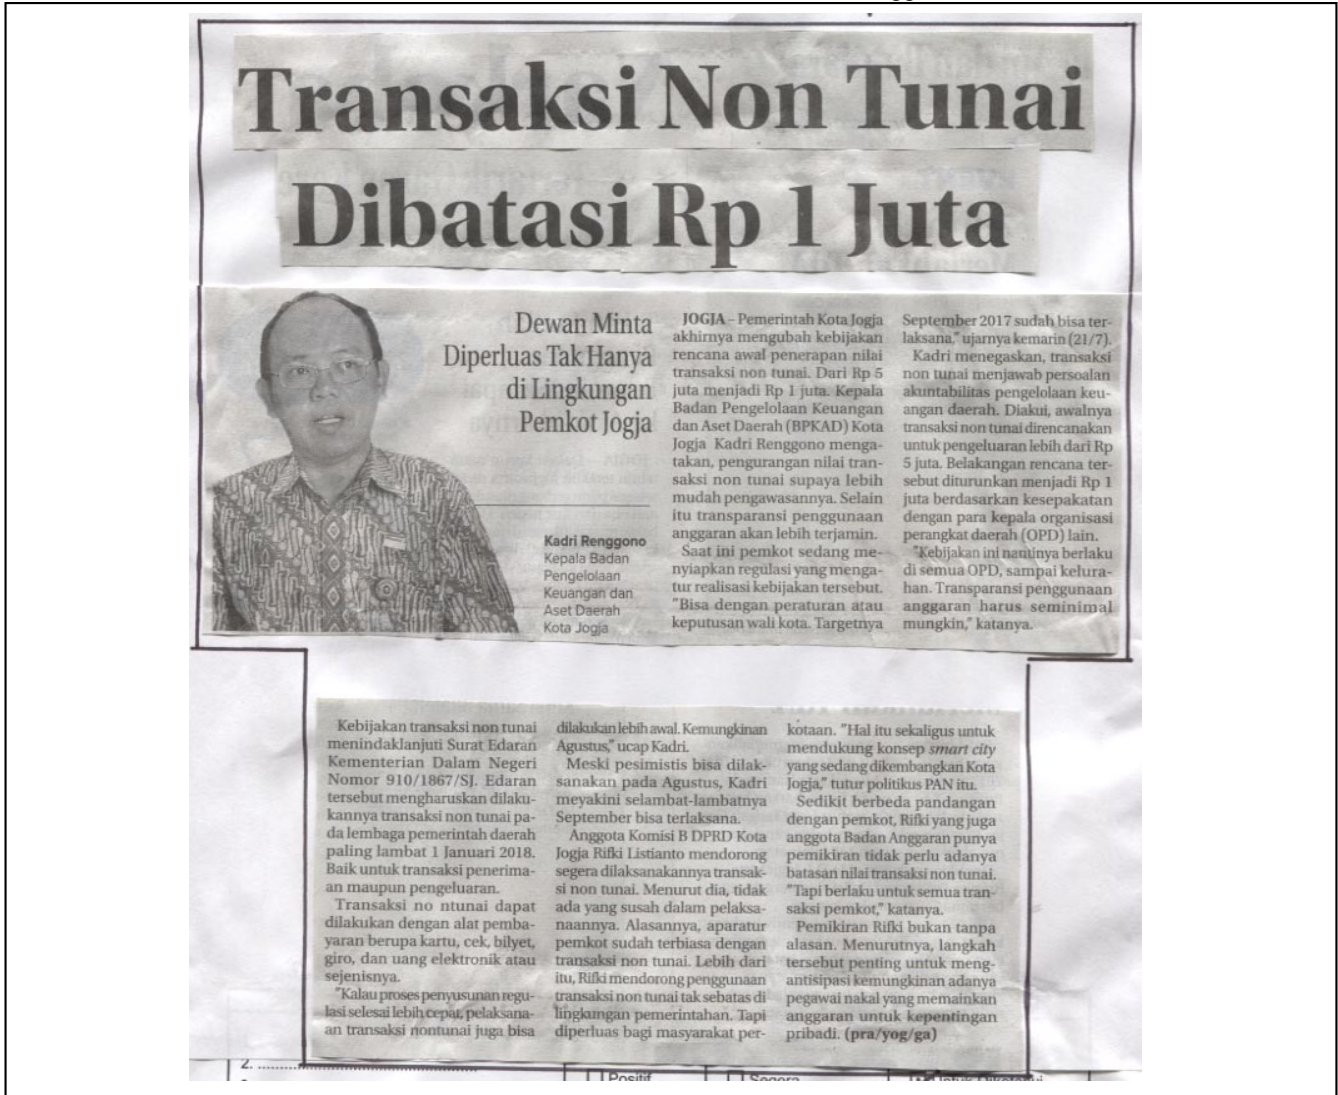 Transaksi Non Tunai
Dibatasi Rp 1 Juta
Dewan Minta
Diperluas Tak Hanya
di Lingkungan
Pemkot Jogja
Kadri Renggono
Kepala Badan
Pengelolaan
Keuangan dan
Aset Daerah
Kota Jogja
JOGJA – Pemerintah Kota Jogja
akhirnya mengubah kebijakan
rencana awal penerapan nilai
transaksi non tunai. Dari Rp 5
juta menjadi Rp 1 juta. Kepala
Badan Pengelolaan Keuangan
dan Aset Daerah (BPKAD) Kota
Jogja Kadri Renggono menga-
takan, pengurangan nilai tran-
saksi non tunai supaya lebih
mudah pengawasannya. Selain
itu transparansi penggunaan
anggaran akan lebih terjamin.
Saat ini pemkot sedang me-
nyiapkan regulasi yang menga-
tur realisasi kebijakan tersebut.
"Bisa dengan peraturan atau
keputusan wali kota. Targetnya
September 2017 sudah bisa ter-
laksana," ujarnya kemarin (21/7).
Kadri menegaskan, transaksi
non tunai menjawab persoalan
akuntabilitas pengelolaan keu-
angan daerah. Diakui, awalnya
transaksi non tunai direncanakan
untuk pengeluaran lebih dari Rp
5 juta. Belakangan rencana ter-
sebut diturunkan menjadi Rp 1
juta berdasarkan kesepakatan
dengan para kepala organisasi
perangkat daerah (OPD) lain.
"Kebijakan ini nantinya berlaku
di semua OPD, sampai kelura-
han. Transparansi penggunaan
anggaran harus seminimal
mungkin," katanya.
Kebijakan transaksi non tunai
menindaklanjuti Surat Edaran
Kementerian Dalam Negeri
Nomor 910/1867/SJ. Edaran
tersebut mengharuskan dilaku-
kannya transaksi non tunai pa-
da lembaga pemerintah daerah
paling lambat 1 Januari 2018.
Baik untuk transaksi penerima-
an maupun pengeluaran.
Transaksi no ntunai dapat
dilakukan dengan alat pemba-
yaran berupa kartu, cek, bilyet,
giro, dan uang elektronik atau
sejenisnya.
"Kalau proses penyusunan regu-
lasi selesai lebih cepat, pelaksana-
an transaksi nontunai juga bisa
dilakukan lebih awal. Kemungkinan
Agustus," ucap Kadri.
Meski pesimistis bisa dilak-
sanakan pada Agustus, Kadri
meyakini selambat-lambatnya
September bisa terlaksana.
Anggota Komisi B DPRD Kota
Jogja Rifki Listianto mendorong
segera dilaksanakannya transak-
si non tunai. Menurut dia, tidak
ada yang susah dalam pelaksa-
naannya. Alasannya, aparatur
pemkot sudah terbiasa dengan
transaksi non tunai. Lebih dari
itu, Rifki mendorong penggunaan
transaksi non tunai tak sebatas di
lingkungan pemerintahan. Tapi
diperluas bagi masyarakat per-
kotaan. "Hal itu sekaligus untuk
mendukung konsep smart city
yang sedang dikembangkan Kota
Jogja," tutur politikus PAN itu.
Sedikit berbeda pandangan
dengan pemkot, Rifki yang juga
anggota Badan Anggaran punya
pemikiran tidak perlu adanya
batasan nilai transaksi non tunai.
"Tapi berlaku untuk semua tran-
saksi pemkot," katanya.
Pemikiran Rifki bukan tanpa
alasan. Menurutnya, langkah
tersebut penting untuk meng-
antisipasi kemungkinan adanya
pegawai nakal yang memainkan
anggaran untuk kepentingan
pribadi. (pra/yog/ga)
2. ..........
Positif
Segera